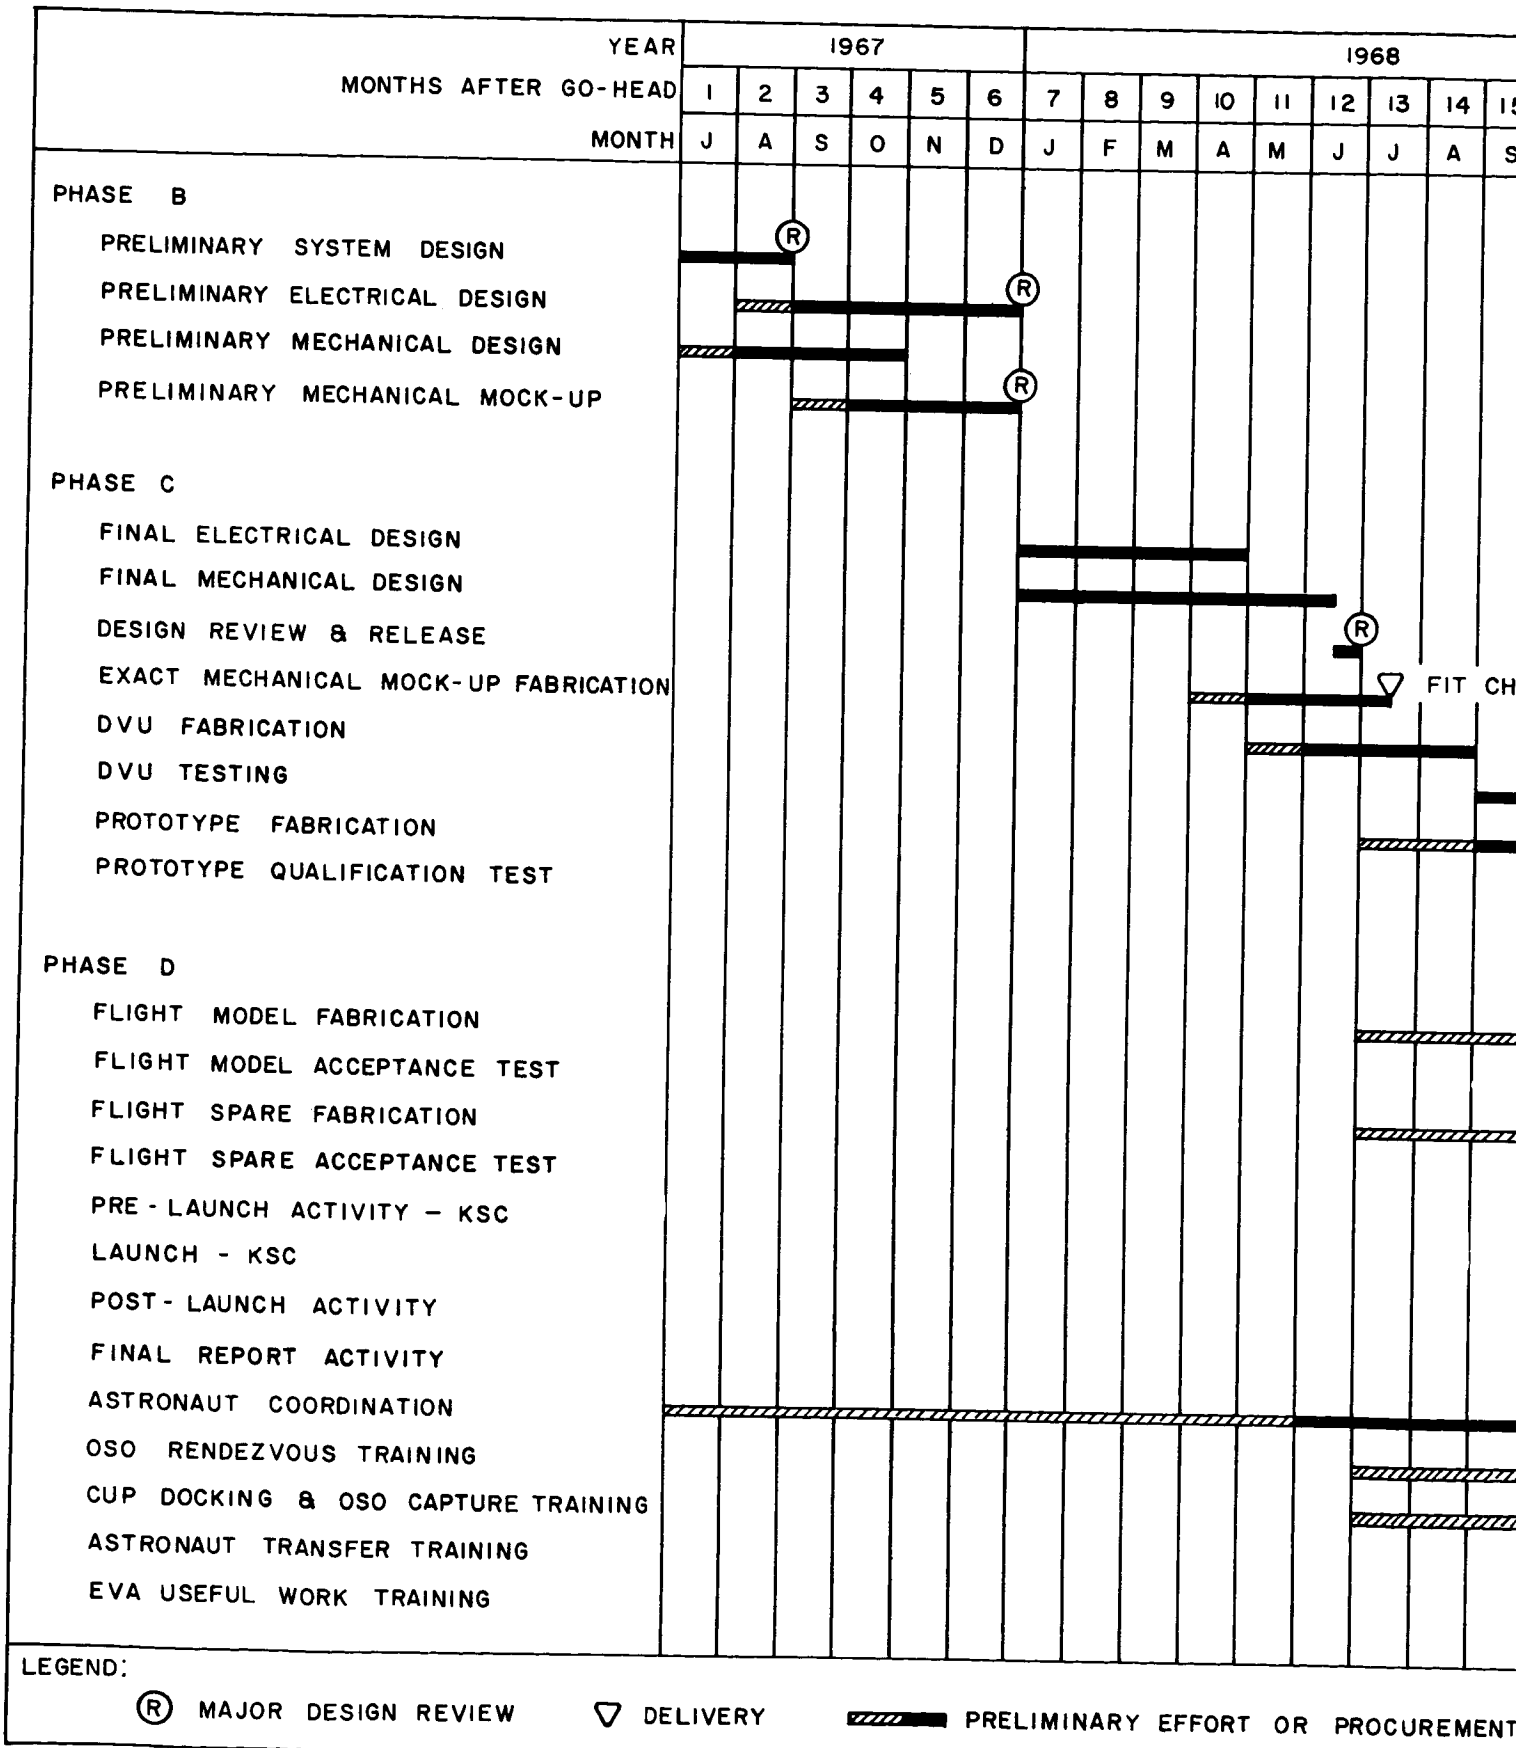 YEAR 1967 1968
MONTHS AFTER GO-HEAD 1 2 3 4 5 6 7 8 9 10 11 12 13 14 15
MONTH J A S O N D J F M A M J J A S
PHASE B
PRELIMINARY SYSTEM DESIGN R
PRELIMINARY ELECTRICAL DESIGN R
PRELIMINARY MECHANICAL DESIGN
PRELIMINARY MECHANICAL MOCK-UP R
PHASE C
FINAL ELECTRICAL DESIGN
FINAL MECHANICAL DESIGN
DESIGN REVIEW & RELEASE R
EXACT MECHANICAL MOCK-UP FABRICATION FIT CH
DVU FABRICATION
DVU TESTING
PROTOTYPE FABRICATION
PROTOTYPE QUALIFICATION TEST
PHASE D
FLIGHT MODEL FABRICATION
FLIGHT MODEL ACCEPTANCE TEST
FLIGHT SPARE FABRICATION
FLIGHT SPARE ACCEPTANCE TEST
PRE-LAUNCH ACTIVITY - KSC
LAUNCH - KSC
POST-LAUNCH ACTIVITY
FINAL REPORT ACTIVITY
ASTRONAUT COORDINATION
OSO RENDEZVOUS TRAINING
CUP DOCKING & OSO CAPTURE TRAINING
ASTRONAUT TRANSFER TRAINING
EVA USEFUL WORK TRAINING
LEGEND:
R MAJOR DESIGN REVIEW DELIVERY PRELIMINARY EFFORT OR PROCUREMENT